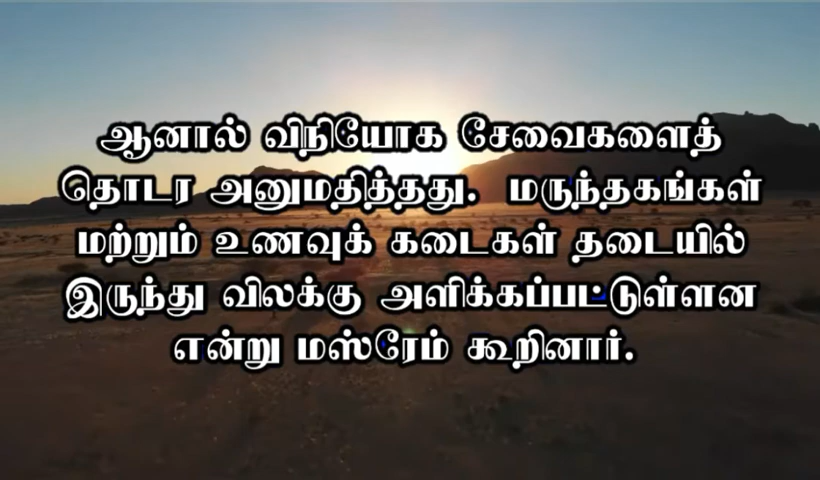 ஆனால் விநியோக சேவைகளைத்
தொடர அனுமதித்தது. மருந்தகங்கள்
மற்றும் உணவுக் கடைகள் தடையில்
இருந்து விலக்கு அளிக்கப்பட்டுள்ளன
என்று மஸ்ரேம் கூறினார்.